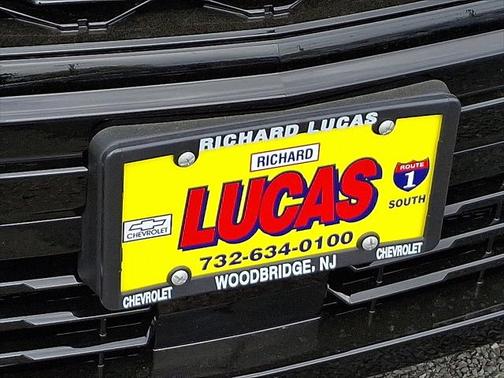 RICHARD LUCAS
RICHARD
LUCAS
ROUTE
1
SOUTH
CHEVROLET
732-634-0100
WOODBRIDGE, NJ
CHEVROLET
CHEVROLET